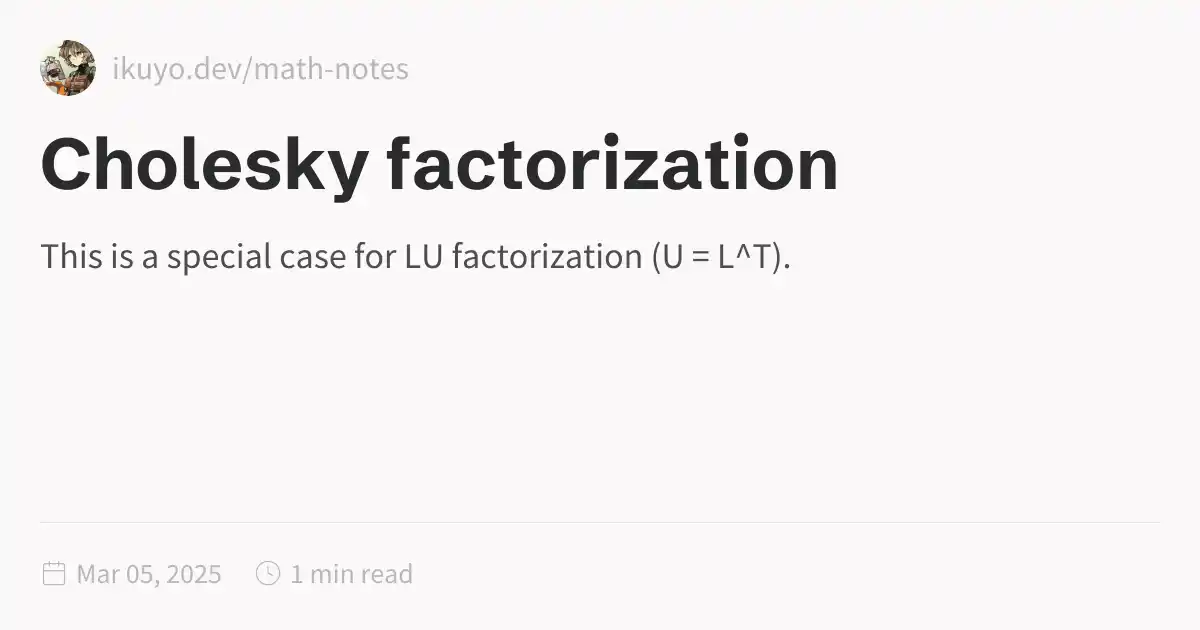 ikuyo.dev/math-notes
Cholesky factorization
This is a special case for LU factorization (U = L^T).
Mar 05, 2025 1 min read